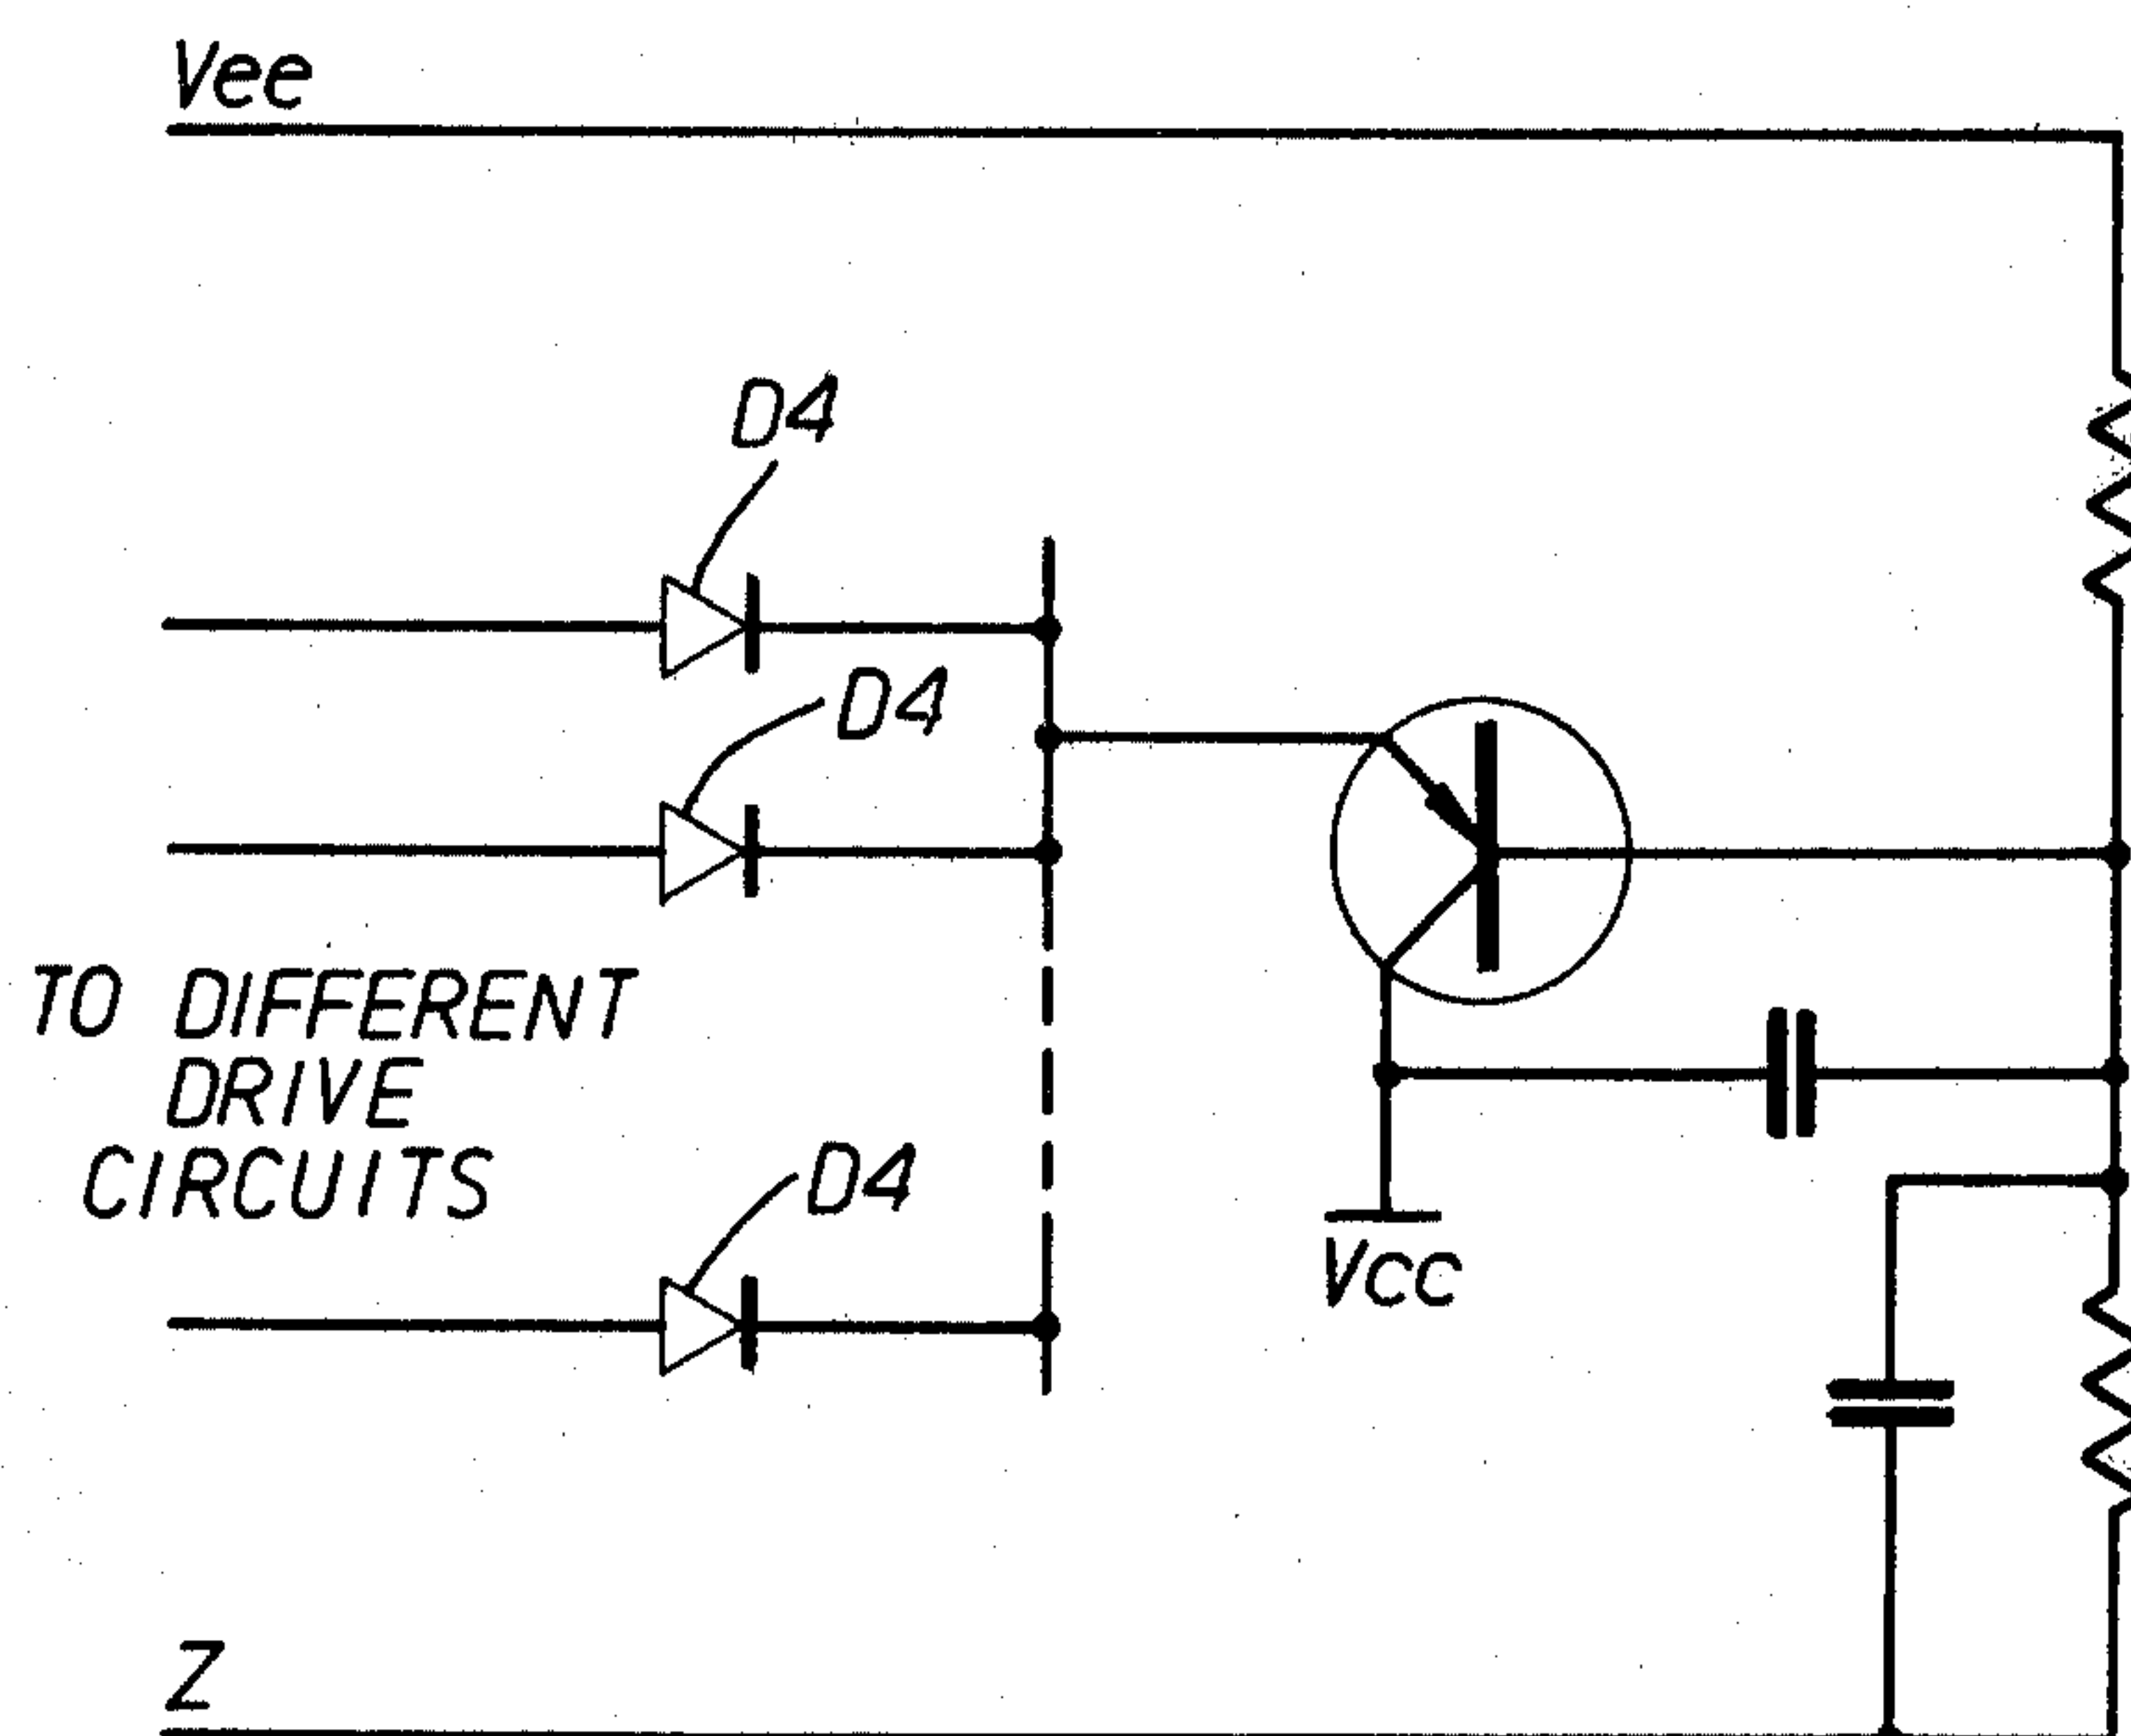 Vee
D4
D4
TO DIFFERENT
DRIVE
CIRCUITS
D4
Vcc
Z